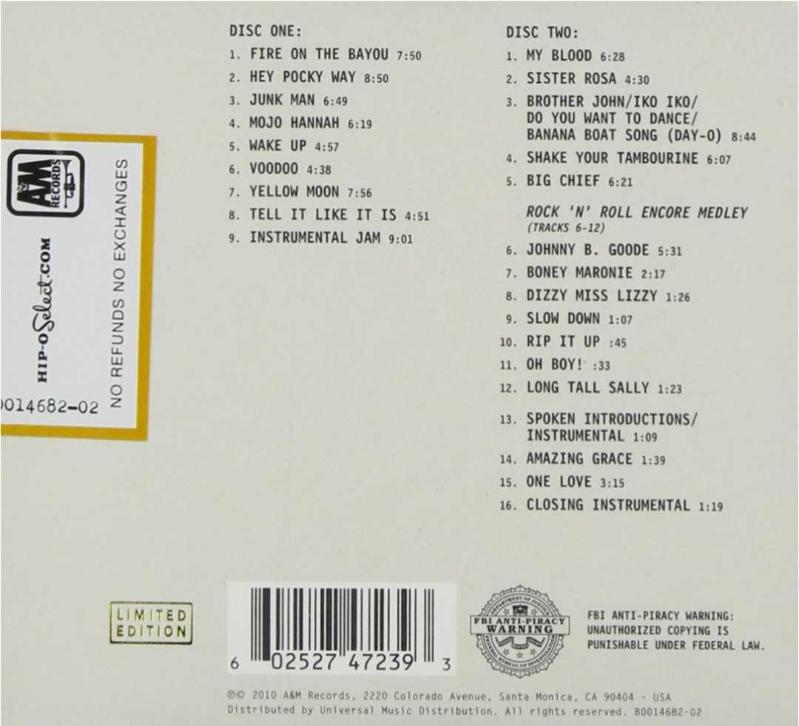 DISC ONE:
1. FIRE ON THE BAYOU 7:50
2. HEY POCKY WAY 8:50
3. JUNK MAN 6:49
4. MOJO HANNAH 6:19
5. WAKE UP 4:57
6. VOODOO 4:38
7. YELLOW MOON 7:56
8. TELL IT LIKE IT IS 4:51
9. INSTRUMENTAL JAM 9:01
DISC TWO:
1. MY BLOOD 6:28
2. SISTER ROSA 4:30
3. BROTHER JOHN/IKO IKO/
DO YOU WANT TO DANCE/
BANANA BOAT SONG (DAY-O) 8:44
4. SHAKE YOUR TAMBOURINE 6:07
5. BIG CHIEF 6:21
ROCK 'N' ROLL ENCORE MEDLEY
(TRACKS 6-12)
6. JOHNNY B. GOODE 5:31
7. BONEY MARONIE 2:17
8. DIZZY MISS LIZZY 1:26
9. SLOW DOWN 1:07
10. RIP IT UP :45
11. OH BOY! :33
12. LONG TALL SALLY 1:23
13. SPOKEN INTRODUCTIONS/
INSTRUMENTAL 1:09
14. AMAZING GRACE 1:39
15. ONE LOVE 3:15
16. CLOSING INSTRUMENTAL 1:19
A&M
RECORDS
HIP-O Select.COM
NO REFUNDS NO EXCHANGES
0014682-02
LIMITED
EDITION
6 02527 47239 3
FBI ANTI-PIRACY
WARNING
FBI ANTI-PIRACY WARNING:
UNAUTHORIZED COPYING IS
PUNISHABLE UNDER FEDERAL LAW.
℗© 2010 A&M Records, 2220 Colorado Avenue, Santa Monica, CA 90404 - USA
Distributed by Universal Music Distribution. All rights reserved. B0014682-02